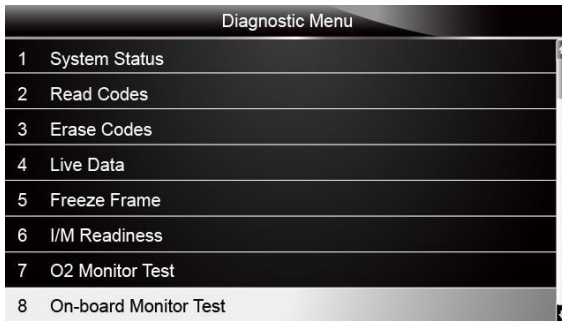 Diagnostic Menu
1 System Status
2 Read Codes
3 Erase Codes
4 Live Data
5 Freeze Frame
6 I/M Readiness
7 O2 Monitor Test
8 On-board Monitor Test